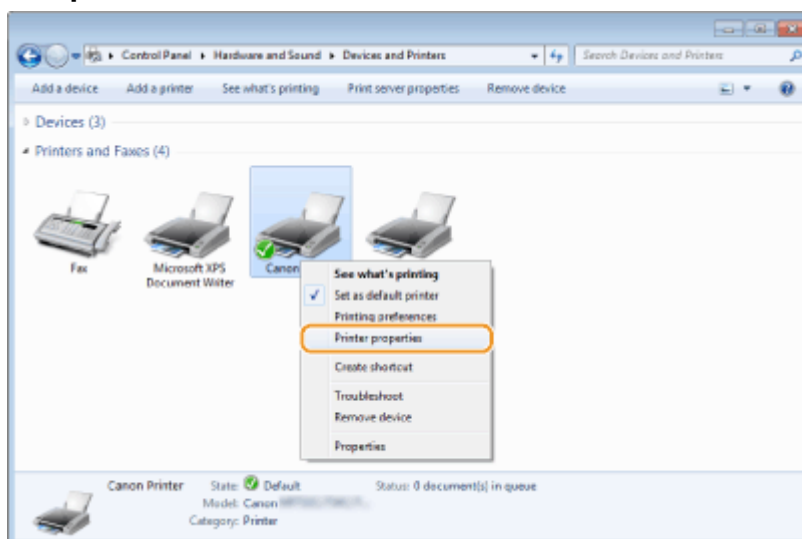 Control Panel ▸ Hardware and Sound ▸ Devices and Printers
Search Devices and Printers
Add a device Add a printer See what's printing Print server properties Remove device
Devices (3)
Printers and Faxes (4)
Fax
Microsoft XPS
Document Writer
Canon
See what's printing
Set as default printer
Printing preferences
Printer properties
Create shortcut
Troubleshoot
Remove device
Properties
Canon Printer State: Default Status: 0 document(s) in queue
Model: Canon
Category: Printer